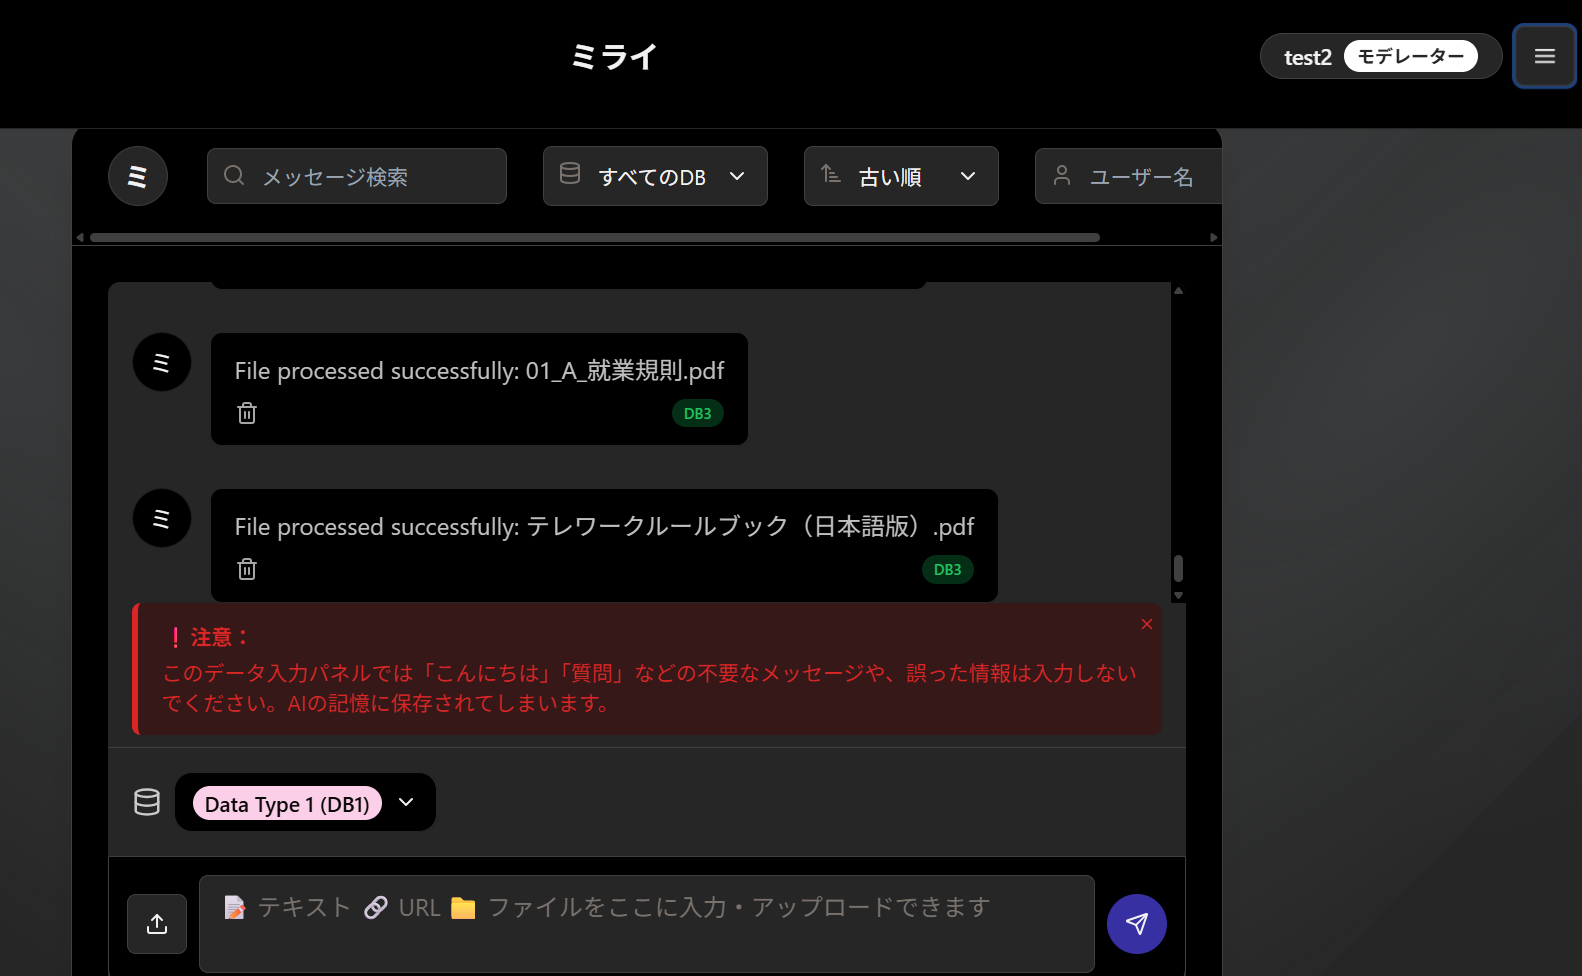 ミライ
test2 モデレーター
ミ メッセージ検索 すべてのDB 古い順 ユーザー名
ミ
File processed successfully: 01_A_就業規則.pdf
DB3
ミ
File processed successfully: テレワークルールブック（日本語版）.pdf
DB3
❗注意：
このデータ入力パネルでは「こんにちは」「質問」などの不要なメッセージや、誤った情報は入力しない
でください。AIの記憶に保存されてしまいます。
Data Type 1 (DB1)
📝 テキスト 🔗 URL 📁 ファイルをここに入力・アップロードできます